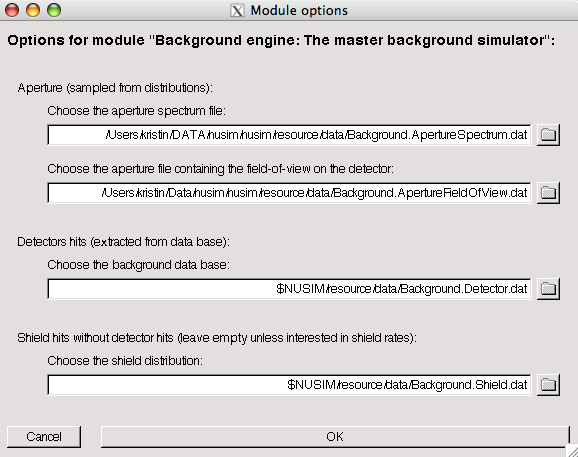 Module options
Options for module "Background engine: The master background simulator":
Aperture (sampled from distributions):
Choose the aperture spectrum file:
/Users/kristin/DATA/nusim/nusim/resource/data/Background.ApertureSpectrum.dat
Choose the aperture file containing the field-of-view on the detector:
/Users/kristin/Data/nusim/nusim/resource/data/Background.ApertureFieldOfView.dat
Detectors hits (extracted from data base):
Choose the background data base:
$NUSIM/resource/data/Background.Detector.dat
Shield hits without detector hits (leave empty unless interested in shield rates):
Choose the shield distribution:
$NUSIM/resource/data/Background.Shield.dat
Cancel OK